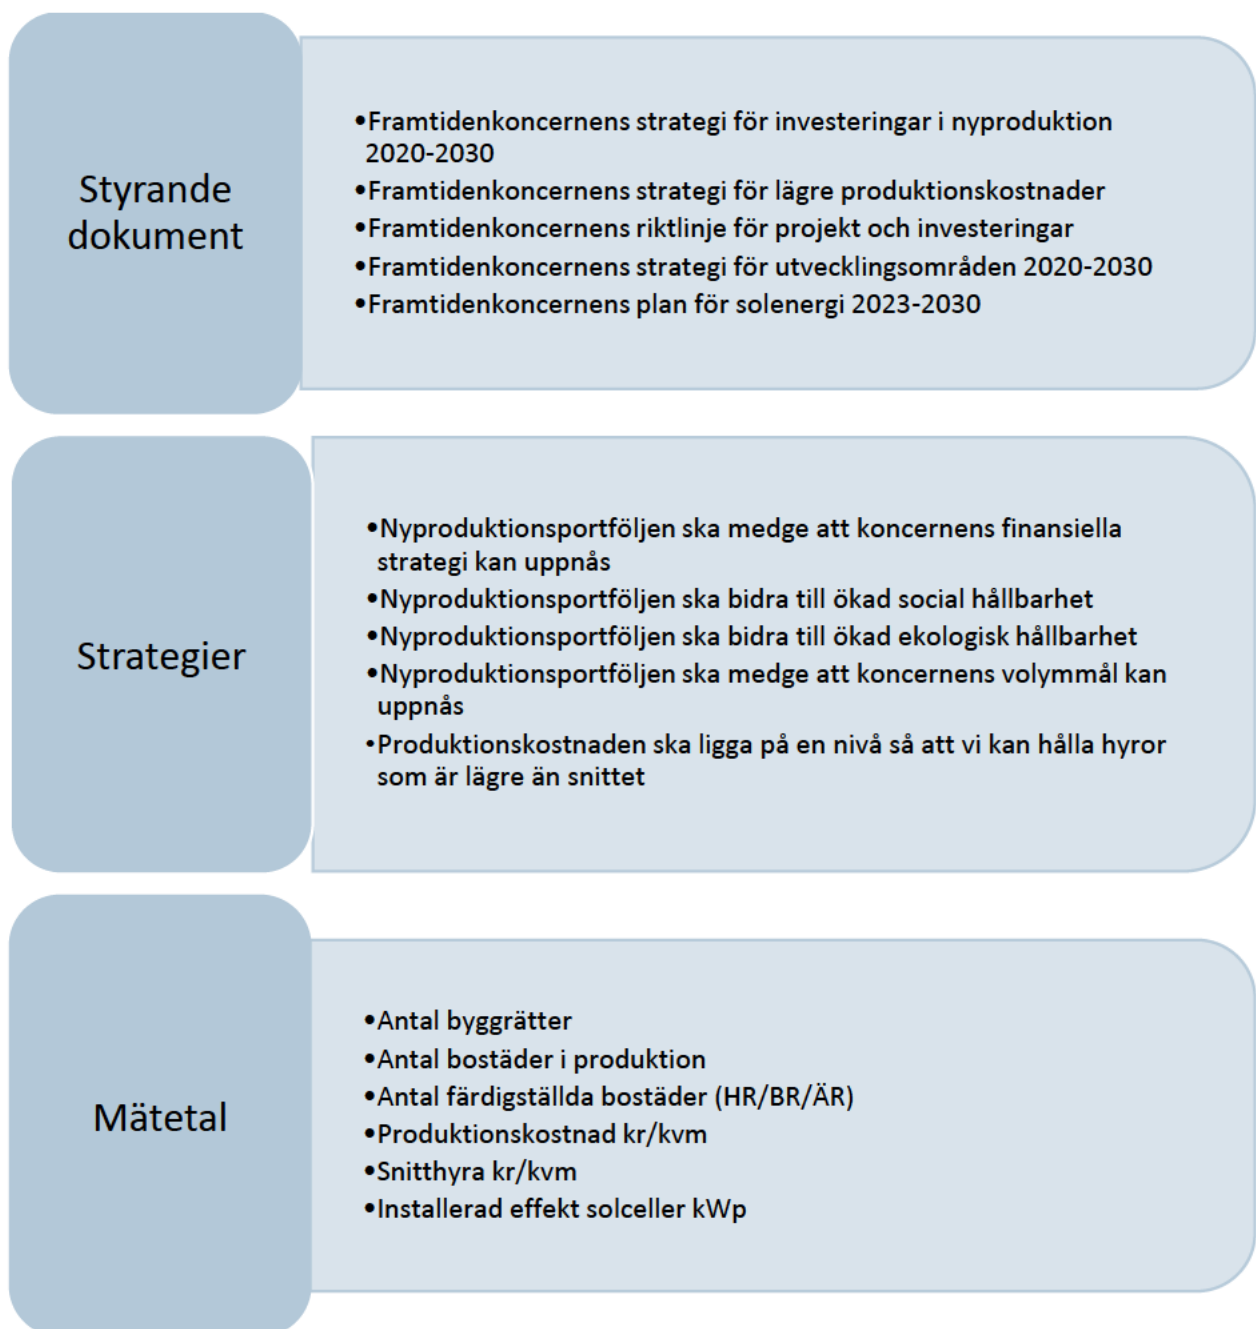 Styrande
dokument
•Framtidenkoncernens strategi för investeringar i nyproduktion
2020-2030
•Framtidenkoncernens strategi för lägre produktionskostnader
•Framtidenkoncernens riktlinje för projekt och investeringar
•Framtidenkoncernens strategi för utvecklingsområden 2020-2030
•Framtidenkoncernens plan för solenergi 2023-2030
Strategier
•Nyproduktionsportföljen ska medge att koncernens finansiella
strategi kan uppnås
•Nyproduktionsportföljen ska bidra till ökad social hållbarhet
•Nyproduktionsportföljen ska bidra till ökad ekologisk hållbarhet
•Nyproduktionsportföljen ska medge att koncernens volymmål kan
uppnås
•Produktionskostnaden ska ligga på en nivå så att vi kan hålla hyror
som är lägre än snittet
Mätetal
•Antal byggrätter
•Antal bostäder i produktion
•Antal färdigställda bostäder (HR/BR/ÄR)
•Produktionskostnad kr/kvm
•Snitthyra kr/kvm
•Installerad effekt solceller kWp